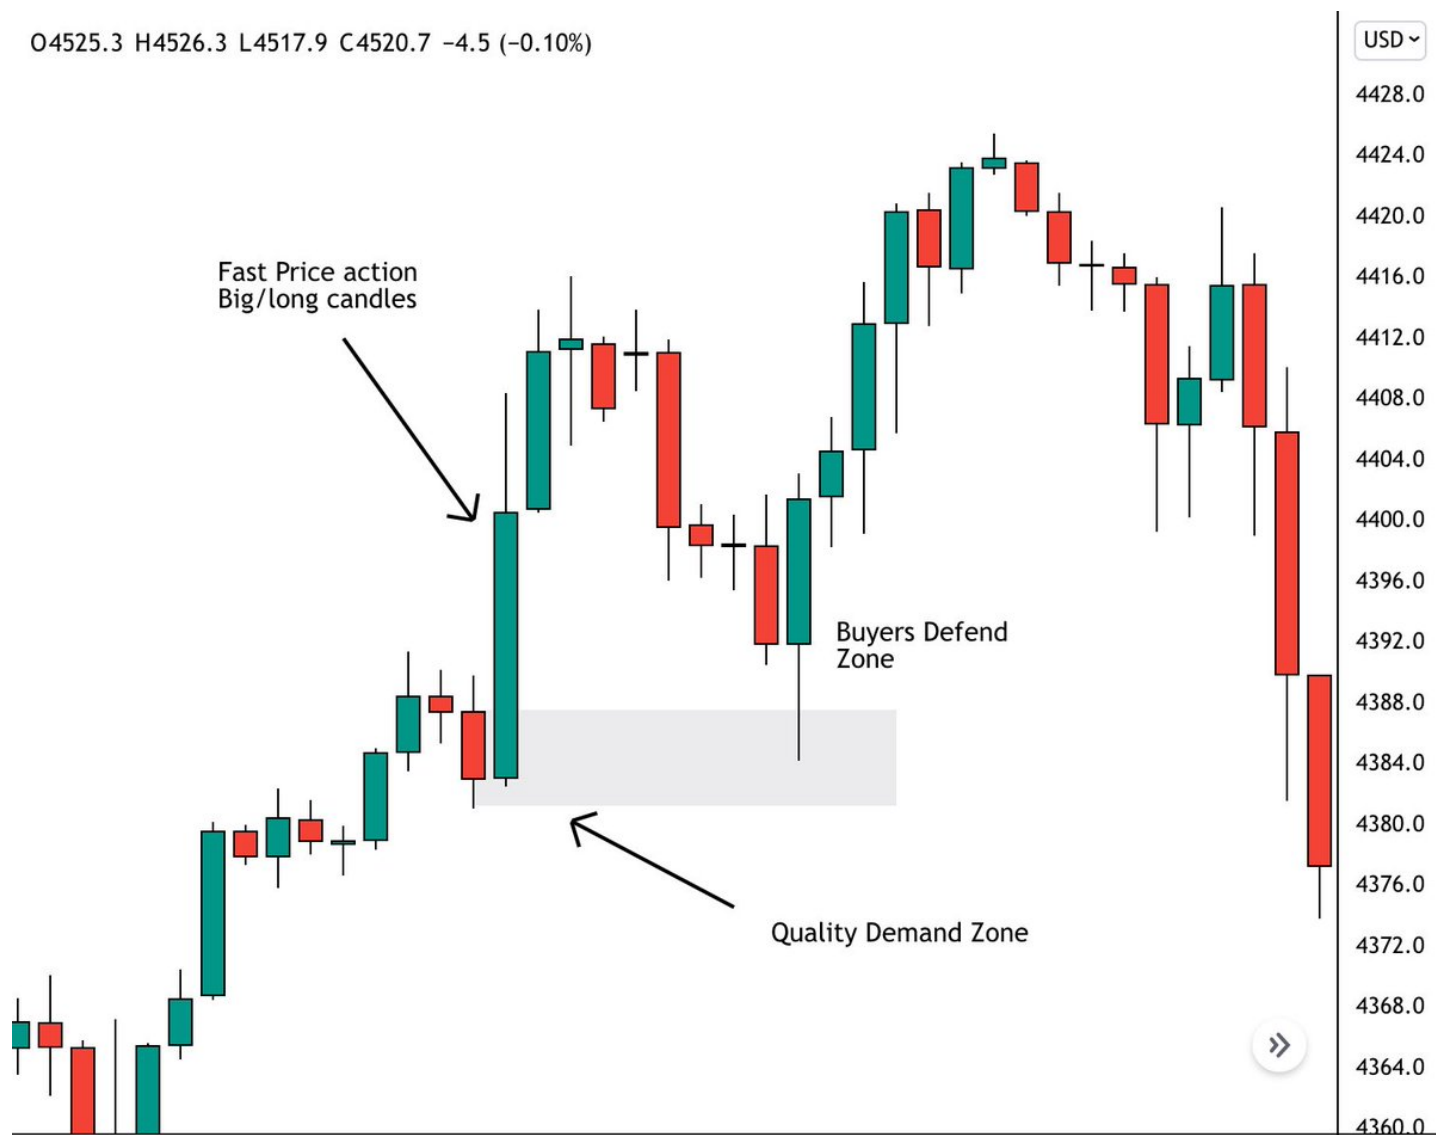 O4525.3 H4526.3 L4517.9 C4520.7 −4.5 (−0.10%)
USD
4428.0
4424.0
4420.0
4416.0
4412.0
4408.0
4404.0
4400.0
4396.0
4392.0
4388.0
4384.0
4380.0
4376.0
4372.0
4368.0
4364.0
4360.0
Fast Price action
Big/long candles
Buyers Defend
Zone
Quality Demand Zone